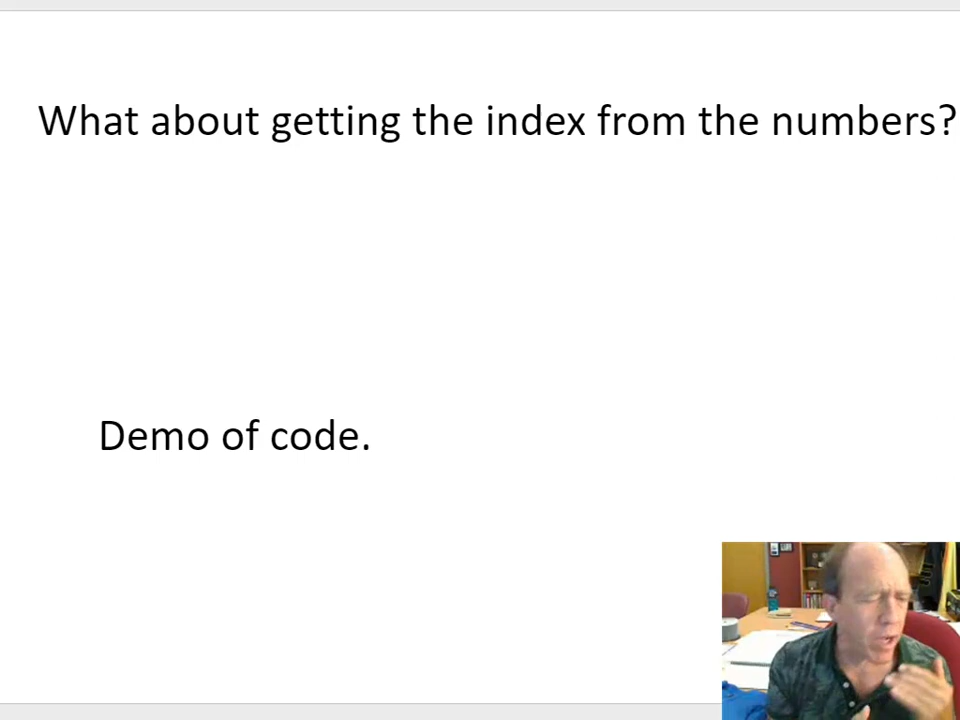 What about getting the index from the numbers?
Demo of code.